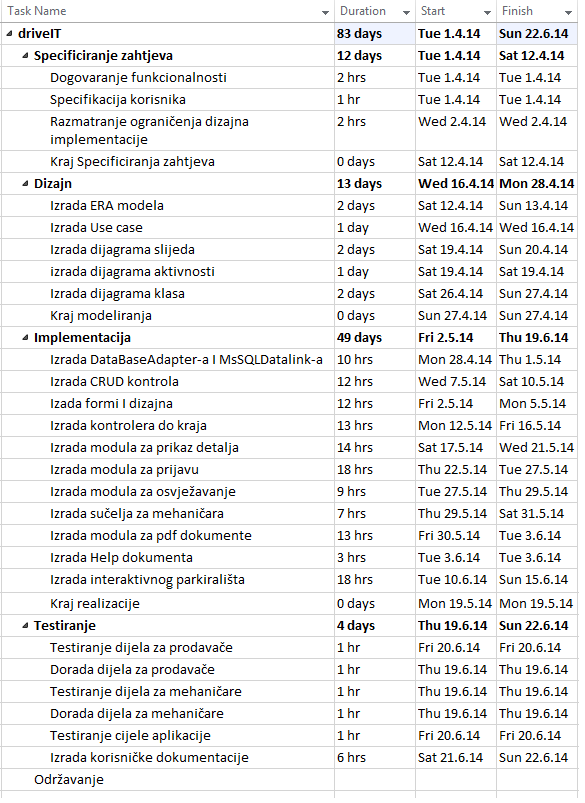 Task Name Duration Start Finish
driveIT 83 days Tue 1.4.14 Sun 22.6.14
Specificiranje zahtjeva 12 days Tue 1.4.14 Sat 12.4.14
Dogovaranje funkcionalnosti 2 hrs Tue 1.4.14 Tue 1.4.14
Specifikacija korisnika 1 hr Tue 1.4.14 Tue 1.4.14
Razmatranje ograničenja dizajna 2 hrs Wed 2.4.14 Wed 2.4.14
implementacije
Kraj Specificiranja zahtjeva 0 days Sat 12.4.14 Sat 12.4.14
Dizajn 13 days Wed 16.4.14 Mon 28.4.14
Izrada ERA modela 2 days Sat 12.4.14 Sun 13.4.14
Izrada Use case 1 day Wed 16.4.14 Wed 16.4.14
Izrada dijagrama slijeda 2 days Sat 19.4.14 Sun 20.4.14
izrada dijagrama aktivnosti 1 day Sat 19.4.14 Sat 19.4.14
Izrada dijagrama klasa 2 days Sat 26.4.14 Sun 27.4.14
Kraj modeliranja 0 days Sun 27.4.14 Sun 27.4.14
Implementacija 49 days Fri 2.5.14 Thu 19.6.14
Izrada DataBaseAdapter-a I MsSQLDatalink-a 10 hrs Mon 28.4.14 Thu 1.5.14
Izrada CRUD kontrola 12 hrs Wed 7.5.14 Sat 10.5.14
Izada formi I dizajna 12 hrs Fri 2.5.14 Mon 5.5.14
Izrada kontrolera do kraja 13 hrs Mon 12.5.14 Fri 16.5.14
Izrada modula za prikaz detalja 14 hrs Sat 17.5.14 Wed 21.5.14
Izrada modula za prijavu 18 hrs Thu 22.5.14 Tue 27.5.14
Izrada modula za osvježavanje 9 hrs Tue 27.5.14 Thu 29.5.14
Izrada sučelja za mehaničara 7 hrs Thu 29.5.14 Sat 31.5.14
Izrada modula za pdf dokumente 13 hrs Fri 30.5.14 Tue 3.6.14
Izrada Help dokumenta 3 hrs Tue 3.6.14 Tue 3.6.14
Izrada interaktivnog parkirališta 18 hrs Tue 10.6.14 Sun 15.6.14
Kraj realizacije 0 days Mon 19.5.14 Mon 19.5.14
Testiranje 4 days Thu 19.6.14 Sun 22.6.14
Testiranje dijela za prodavače 1 hr Fri 20.6.14 Fri 20.6.14
Dorada dijela za prodavače 1 hr Thu 19.6.14 Thu 19.6.14
Testiranje dijela za mehaničare 1 hr Thu 19.6.14 Thu 19.6.14
Dorada dijela za mehaničare 1 hr Thu 19.6.14 Thu 19.6.14
Testiranje cijele aplikacije 1 hr Fri 20.6.14 Fri 20.6.14
Izrada korisničke dokumentacije 6 hrs Sat 21.6.14 Sun 22.6.14
Održavanje